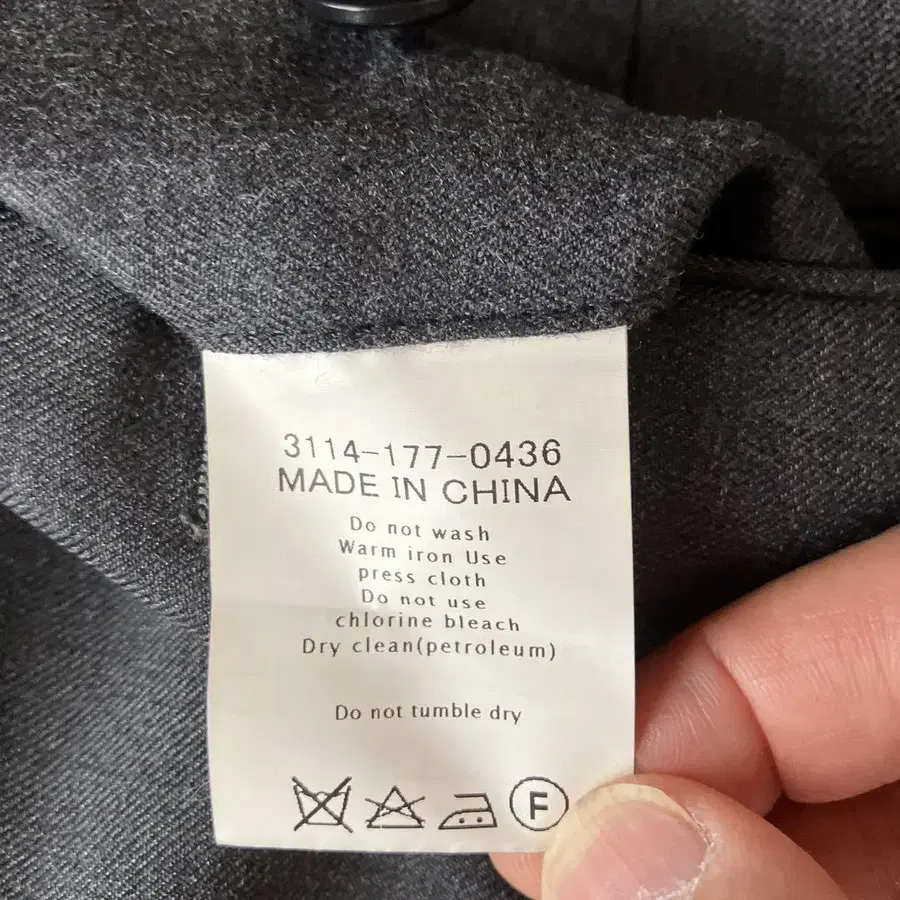 3114-177-0436
MADE IN CHINA
Do not wash
Warm iron Use
press cloth
Do not use
chlorine bleach
Dry clean(petroleum)
Do not tumble dry
F